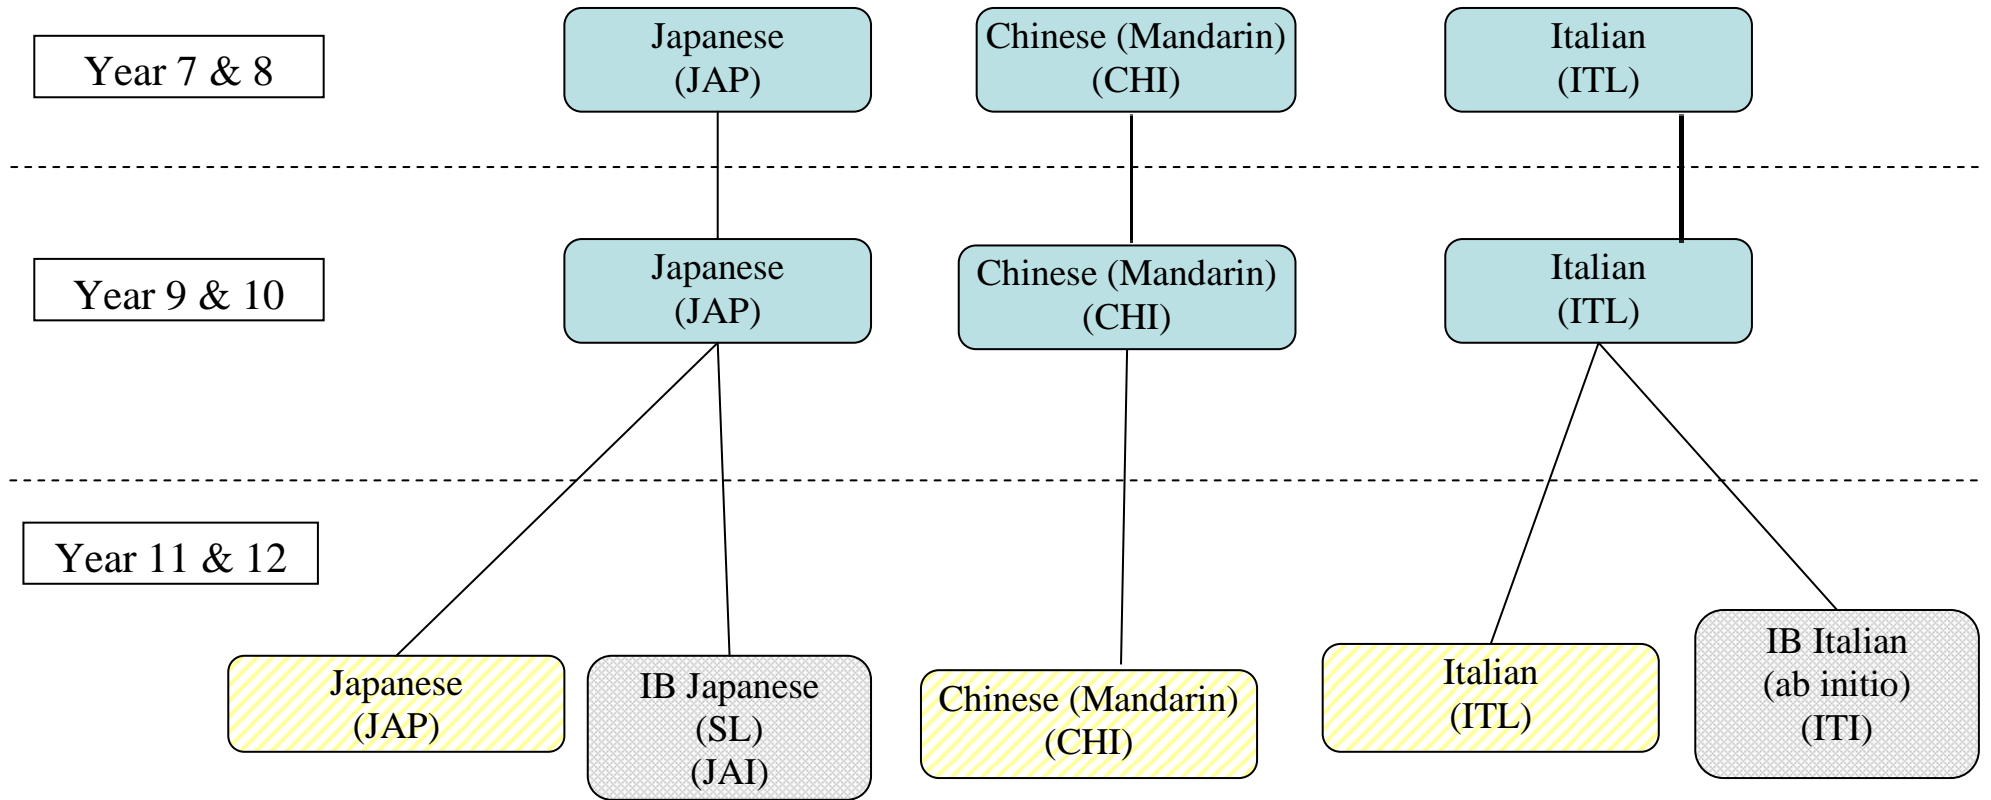 Year 7 & 8
Japanese
(JAP)
Chinese (Mandarin)
(CHI)
Italian
(ITL)
Year 9 & 10
Japanese
(JAP)
Chinese (Mandarin)
(CHI)
Italian
(ITL)
Year 11 & 12
Japanese
(JAP)
IB Japanese
(SL)
(JAI)
Chinese (Mandarin)
(CHI)
Italian
(ITL)
IB Italian
(ab initio)
(ITI)